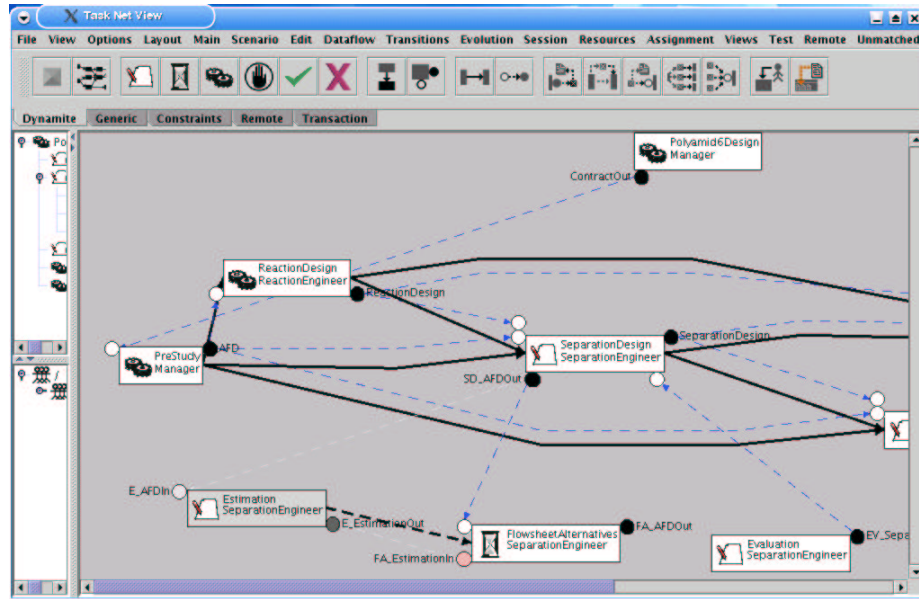 Task Net View
File View Options Layout Main Scenario Edit Dataflow Transitions Evolution Session Resources Assignment Views Test Remote Unmatched
Dynamite Generic Constraints Remote Transaction
Po
Polyamid6Design
Manager
ContractOut
ReactionDesign
ReactionEngineer
ReactionDesign
AFD
PreStudy
Manager
SeparationDesign
SeparationDesign
SeparationEngineer
SD_AFDOut
E_AFDIn
Estimation
SeparationEngineer
E_EstimationOut
FlowsheetAlternatives
SeparationEngineer
FA_AFDOut
FA_EstimationIn
Evaluation
SeparationEngineer
EV_Sepa